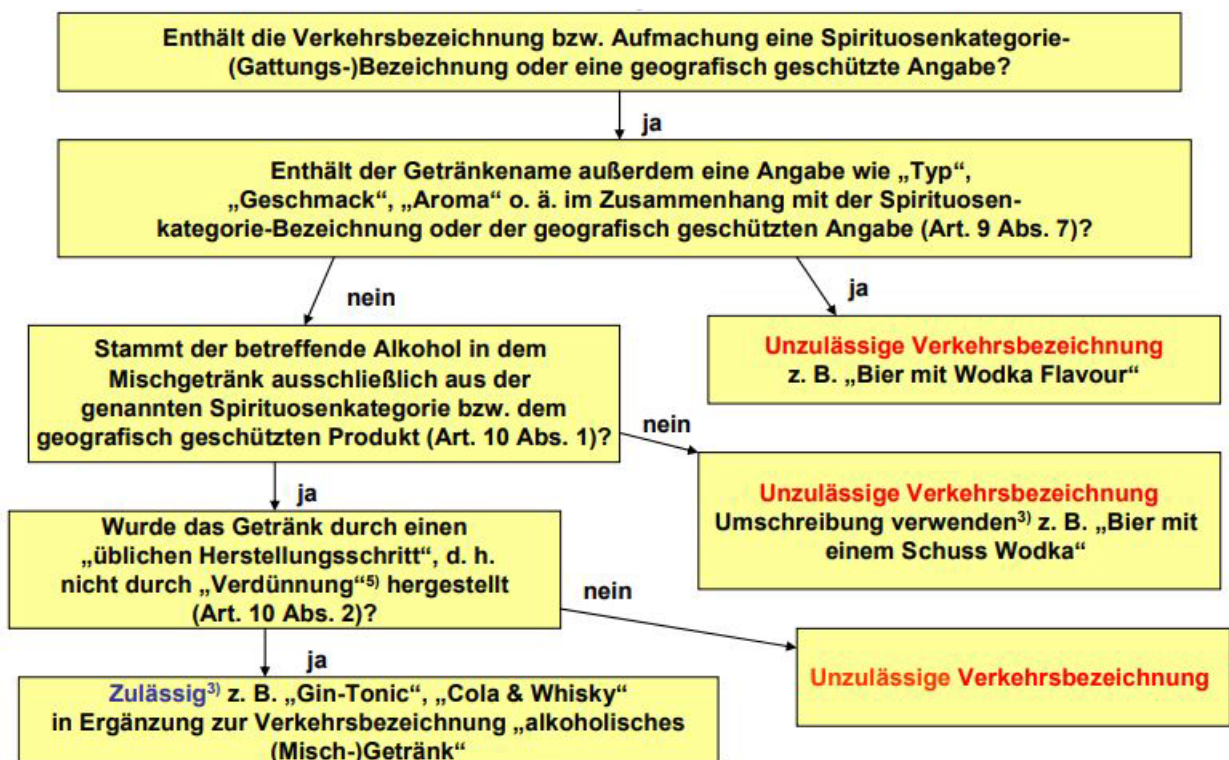 Enthält die Verkehrsbezeichnung bzw. Aufmachung eine Spirituosenkategorie-
(Gattungs-)Bezeichnung oder eine geografisch geschützte Angabe?
ja
Enthält der Getränkename außerdem eine Angabe wie „Typ“,
„Geschmack“, „Aroma“ o. ä. im Zusammenhang mit der Spirituosen-
kategorie-Bezeichnung oder der geografisch geschützten Angabe (Art. 9 Abs. 7)?
nein
ja
Stammt der betreffende Alkohol in dem
Mischgetränk ausschließlich aus der
genannten Spirituosenkategorie bzw. dem
geografisch geschützten Produkt (Art. 10 Abs. 1)?
Unzulässige Verkehrsbezeichnung
z. B. „Bier mit Wodka Flavour“
nein
ja
Unzulässige Verkehrsbezeichnung
Umschreibung verwenden³⁾ z. B. „Bier mit
einem Schuss Wodka“
Wurde das Getränk durch einen
„üblichen Herstellungsschritt“, d. h.
nicht durch „Verdünnung“⁵⁾ hergestellt
(Art. 10 Abs. 2)?
nein
ja
Unzulässige Verkehrsbezeichnung
Zulässig³⁾ z. B. „Gin-Tonic“, „Cola & Whisky“
in Ergänzung zur Verkehrsbezeichnung „alkoholisches
(Misch-)Getränk“